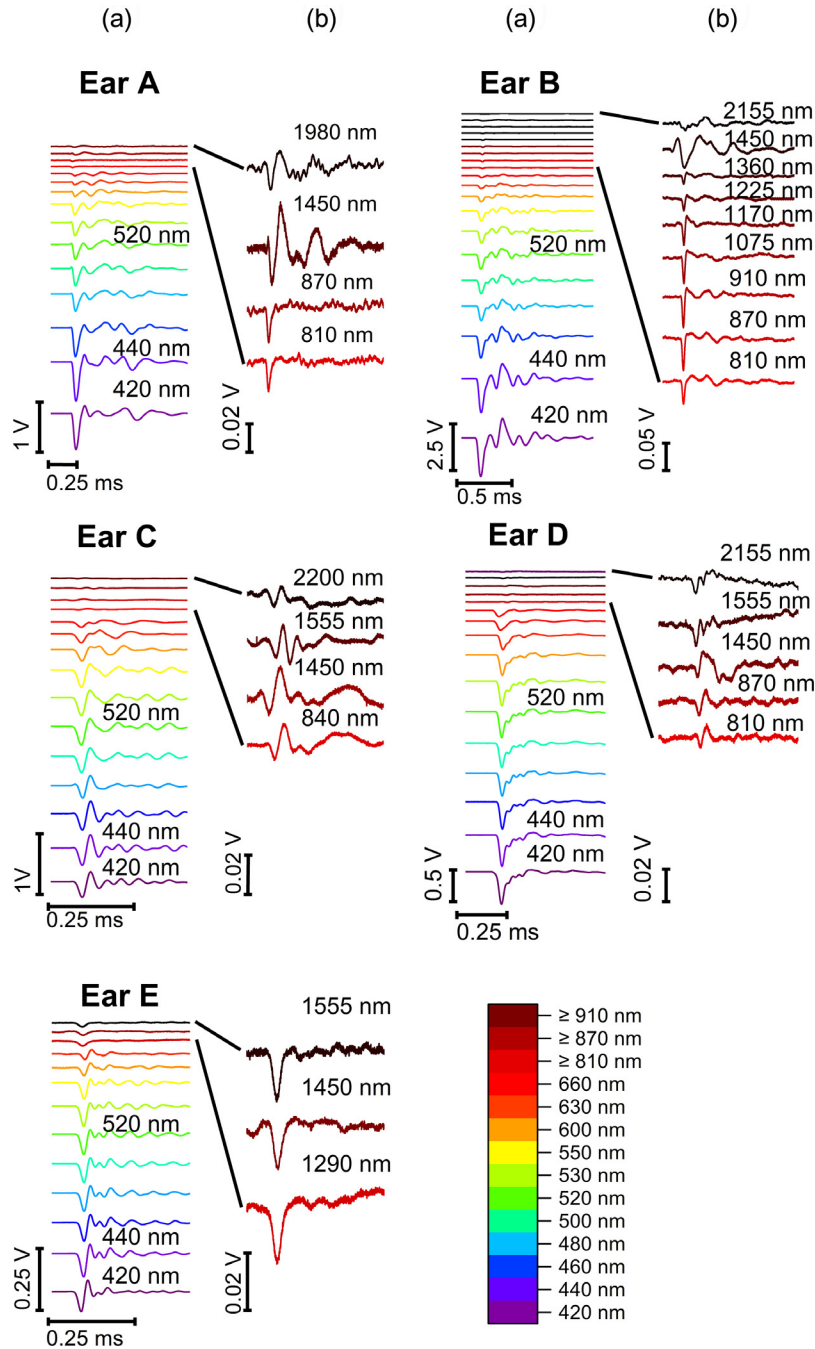 (a) (b) (a) (b)
Ear A
1980 nm
1450 nm
870 nm
810 nm
520 nm
440 nm
420 nm
1 V
0.25 ms
0.02 V
Ear B
2155 nm
1450 nm
1360 nm
1225 nm
1170 nm
1075 nm
910 nm
870 nm
810 nm
520 nm
440 nm
420 nm
2.5 V
0.5 ms
0.05 V
Ear C
2200 nm
1555 nm
1450 nm
840 nm
520 nm
440 nm
420 nm
1V
0.25 ms
0.02 V
Ear D
2155 nm
1555 nm
1450 nm
870 nm
810 nm
520 nm
440 nm
420 nm
0.5 V
0.25 ms
0.02 V
Ear E
1555 nm
1450 nm
1290 nm
520 nm
440 nm
420 nm
0.25 V
0.25 ms
0.02 V
≥ 910 nm
≥ 870 nm
≥ 810 nm
660 nm
630 nm
600 nm
550 nm
530 nm
520 nm
500 nm
480 nm
460 nm
440 nm
420 nm